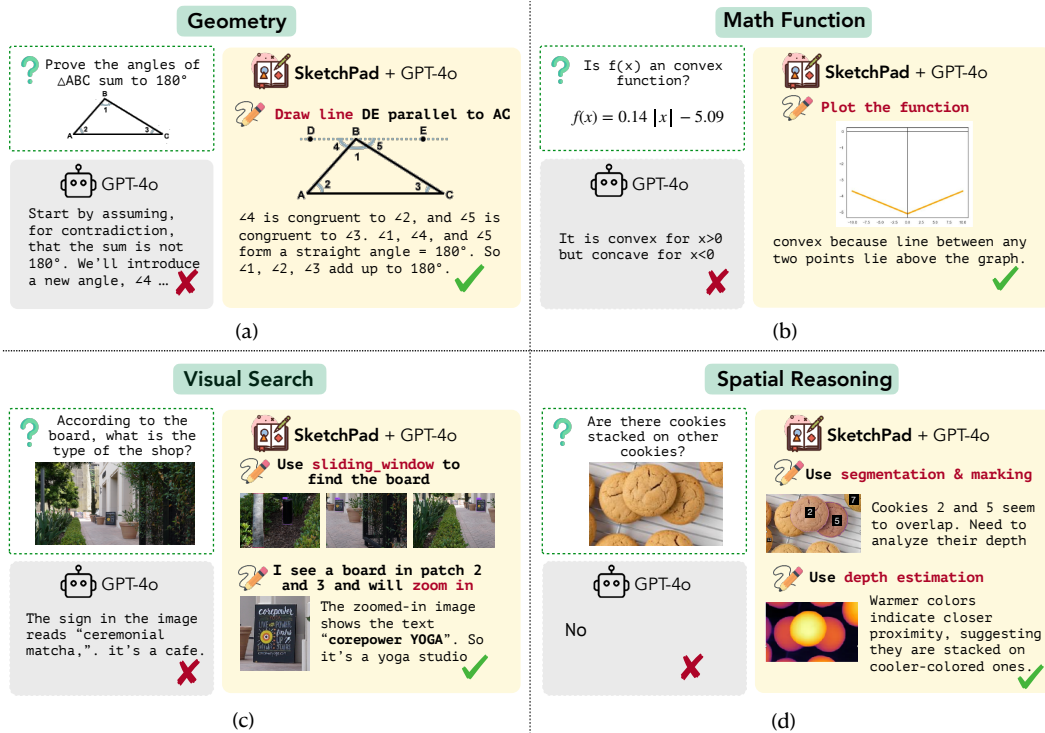 Geometry
Prove the angles of
△ABC sum to 180°
B
1
A
2
3
C
GPT-4o
Start by assuming,
for contradiction,
that the sum is not
180°. We'll introduce
a new angle, ∠4 …
SketchPad + GPT-4o
Draw line DE parallel to AC
D
B
E
4
5
1
A
2
3
C
∠4 is congruent to ∠2, and ∠5 is
congruent to ∠3. ∠1, ∠4, and ∠5
form a straight angle = 180°. So
∠1, ∠2, ∠3 add up to 180°.
(a)
Math Function
Is f(x) an convex
function?
f(x) = 0.14 |x| − 5.09
GPT-4o
It is convex for x>0
but concave for x<0
SketchPad + GPT-4o
Plot the function
convex because line between any
two points lie above the graph.
(b)
Visual Search
According to the
board, what is the
type of the shop?
GPT-4o
The sign in the image
reads “ceremonial
matcha,”. it's a cafe.
SketchPad + GPT-4o
Use sliding_window to
find the board
I see a board in patch 2
and 3 and will zoom in
corepower
The zoomed-in image
shows the text
“corepower YOGA”. So
it's a yoga studio
(c)
Spatial Reasoning
Are there cookies
stacked on other
cookies?
GPT-4o
No
SketchPad + GPT-4o
Use segmentation & marking
7
2
5
Cookies 2 and 5 seem
to overlap. Need to
analyze their depth
Use depth estimation
Warmer colors
indicate closer
proximity, suggesting
they are stacked on
cooler-colored ones.
(d)